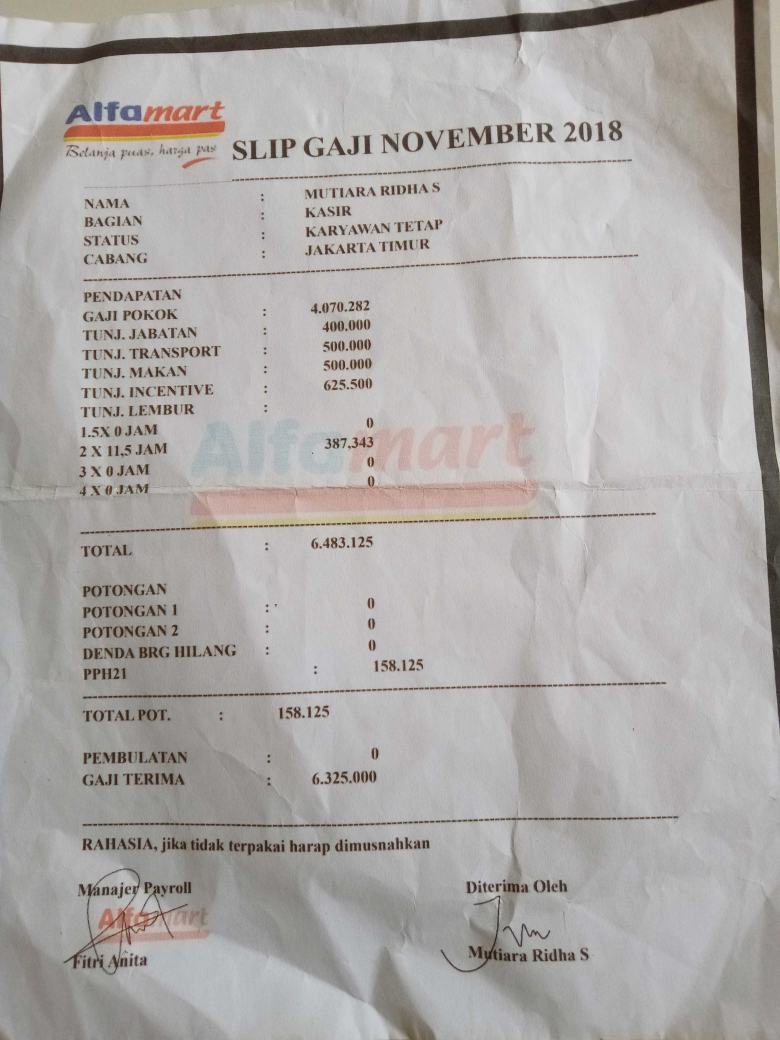 Alfamart
Belanja puas, harga pas
SLIP GAJI NOVEMBER 2018
NAMA : MUTIARA RIDHA S
BAGIAN : KASIR
STATUS : KARYAWAN TETAP
CABANG : JAKARTA TIMUR
PENDAPATAN
GAJI POKOK : 4.070.282
TUNJ. JABATAN : 400.000
TUNJ. TRANSPORT : 500.000
TUNJ. MAKAN : 500.000
TUNJ. INCENTIVE : 625.500
TUNJ. LEMBUR :
1.5X 0 JAM 0
2 X 11,5 JAM 387,343
3 X 0 JAM 0
4 X 0 JAM 0
Alfamart
TOTAL : 6.483.125
POTONGAN
POTONGAN 1 : 0
POTONGAN 2 : 0
DENDA BRG HILANG : 0
PPH21 : 158.125
TOTAL POT. : 158.125
PEMBULATAN : 0
GAJI TERIMA : 6.325.000
RAHASIA, jika tidak terpakai harap dimusnahkan
Manajer Payroll Diterima Oleh
Alfamart
Fitri Anita Mutiara Ridha S